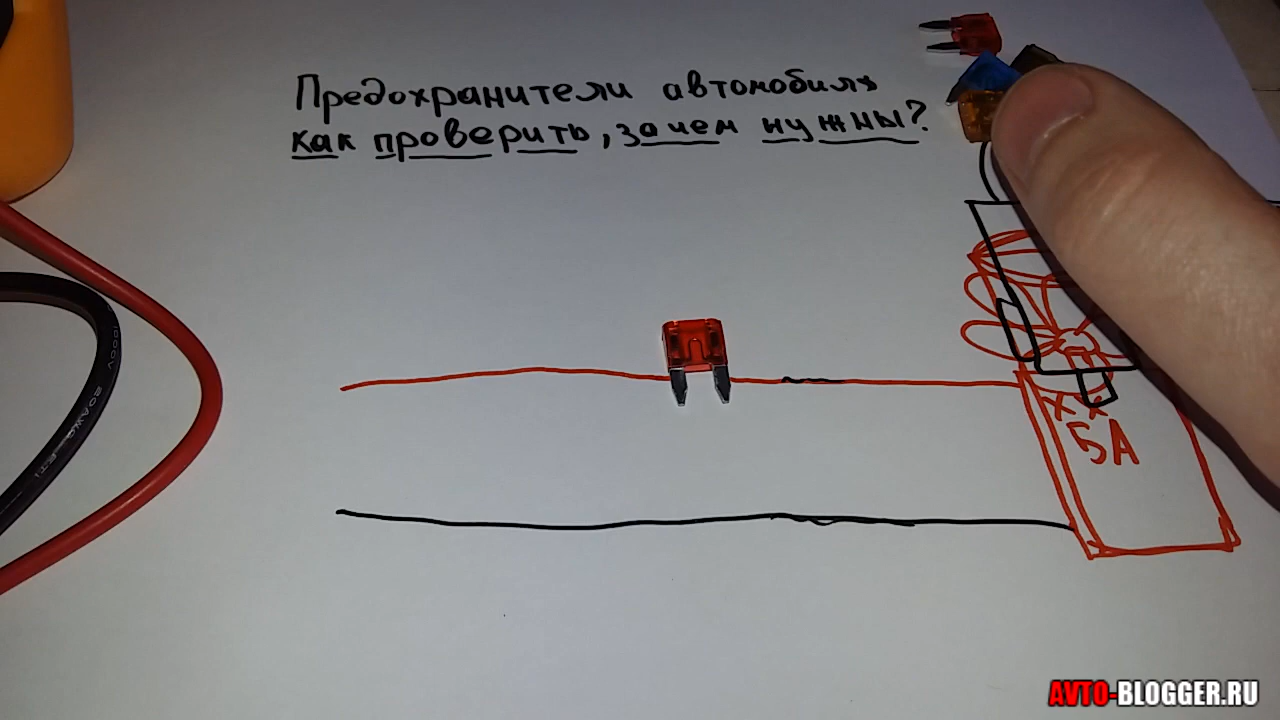 Предохранители автомобиля
как проверить, зачем нужны?
5А
AVTO-BLOGGER.RU